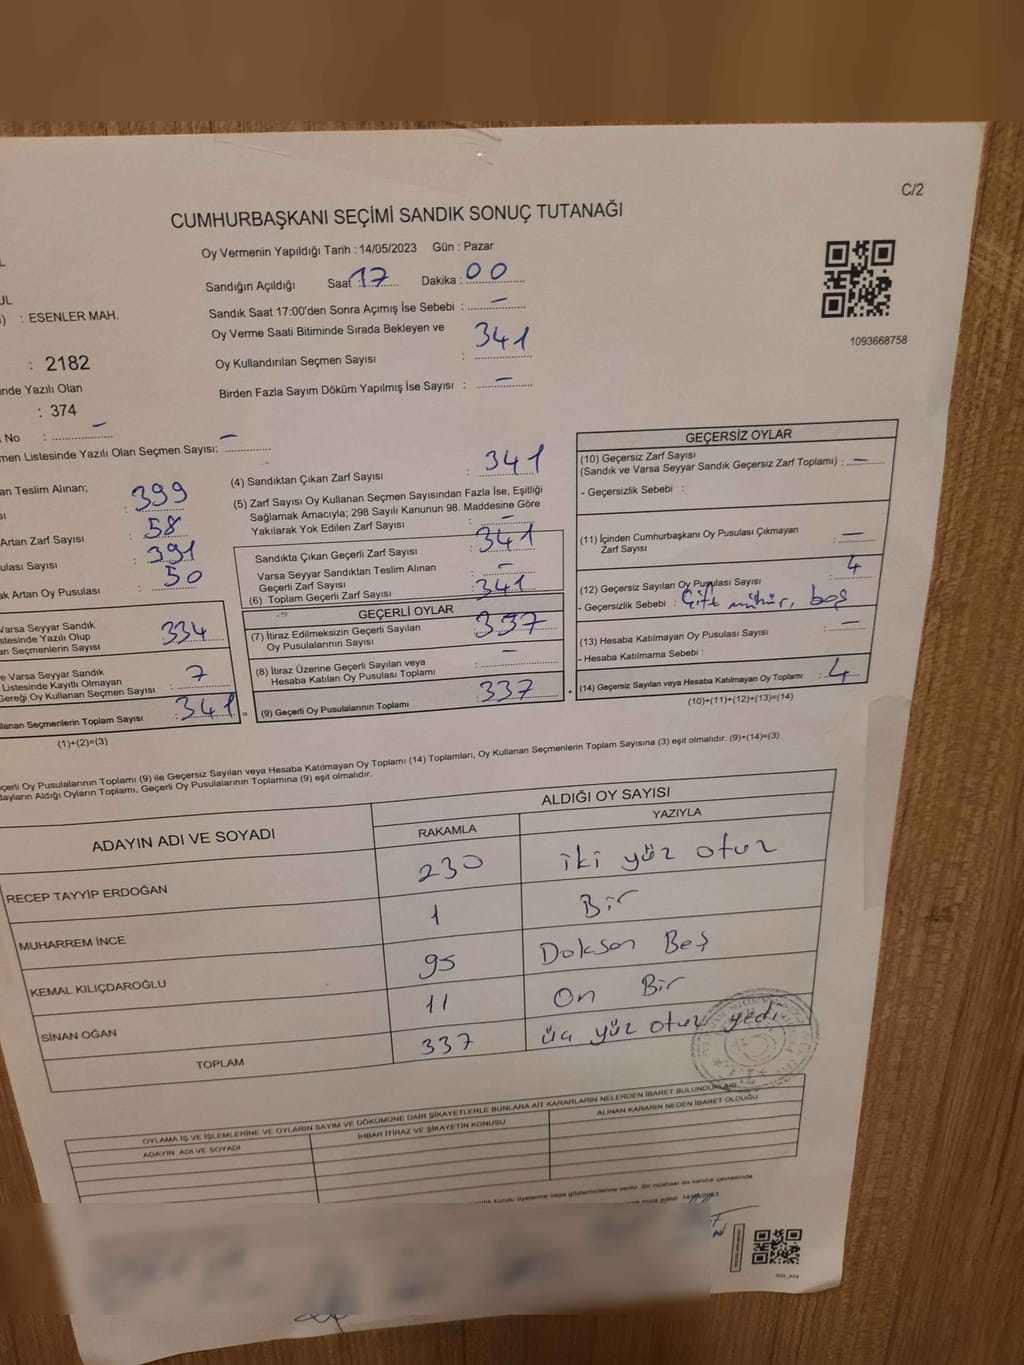 C/2
CUMHURBAŞKANI SEÇİMİ SANDIK SONUÇ TUTANAĞI
Oy Vermenin Yapıldığı Tarih : 14/05/2023 Gün : Pazar
Sandığın Açıldığı Saat 17 Dakika : 00
Sandık Saat 17:00'den Sonra Açımış İse Sebebi : –
Oy Verme Saati Bitiminde Sırada Bekleyen ve
Oy Kullandırılan Seçmen Sayısı : 341
Birden Fazla Sayım Döküm Yapılmış İse Sayısı : –
1093668758
UL
: ESENLER MAH.
: 2182
inde Yazılı Olan
: 374
No : –
men Listesinde Yazılı Olan Seçmen Sayısı: –
an Teslim Alınan;
sı : 399
Artan Zarf Sayısı : 58
ulası Sayısı : 391
ak Artan Oy Pusulası : 50
Varsa Seyyar Sandık
stesinde Yazılı Olup
an Seçmenlerin Sayısı 334
e Varsa Seyyar Sandık
Listesinde Kayıtlı Olmayan
Gereği Oy Kullanan Seçmen Sayısı : 7
llanan Seçmenlerin Toplam Sayısı : 341 =
(1)+(2)=(3)
(4) Sandıktan Çıkan Zarf Sayısı : 341
(5) Zarf Sayısı Oy Kullanan Seçmen Sayısından Fazla İse, Eşitliği
Sağlamak Amacıyla; 298 Sayılı Kanunun 98. Maddesine Göre
Yakılarak Yok Edilen Zarf Sayısı : –
Sandıkta Çıkan Geçerli Zarf Sayısı : 341
Varsa Seyyar Sandıktan Teslim Alınan
Geçerli Zarf Sayısı : –
(6) Toplam Geçerli Zarf Sayısı : 341
GEÇERLİ OYLAR
(7) İtiraz Edilmeksizin Geçerli Sayılan
Oy Pusulalarının Sayısı : 337
(8) İtiraz Üzerine Geçerli Sayılan veya
Hesaba Katılan Oy Pusulası Toplamı : –
(9) Geçerli Oy Pusulalarının Toplamı : 337 +
GEÇERSİZ OYLAR
(10) Geçersiz Zarf Sayısı
(Sandık ve Varsa Seyyar Sandık Geçersiz Zarf Toplamı) : –
- Geçersizlik Sebebi :
(11) İçinden Cumhurbaşkanı Oy Pusulası Çıkmayan
Zarf Sayısı : –
(12) Geçersiz Sayılan Oy Pusulası Sayısı : 4
- Geçersizlik Sebebi : Çift mühür, boş
(13) Hesaba Katılmayan Oy Pusulası Sayısı : –
- Hesaba Katılmama Sebebi :
(14) Geçersiz Sayılan veya Hesaba Katılmayan Oy Toplamı : 4
(10)+(11)+(12)+(13)=(14)
çerli Oy Pusulalarının Toplamı (9) ile Geçersiz Sayılan veya Hesaba Katılmayan Oy Toplamı (14) Toplamları, Oy Kullanan Seçmenlerin Toplam Sayısına (3) eşit olmalıdır. (9)+(14)=(3)
dayların Aldığı Oyların Toplamı, Geçerli Oy Pusulalarının Toplamına (9) eşit olmalıdır.
ADAYIN ADI VE SOYADI ALDIĞI OY SAYISI
RAKAMLA YAZIYLA
RECEP TAYYİP ERDOĞAN 230 iki yüz otuz
MUHARREM İNCE 1 Bir
KEMAL KILIÇDAROĞLU 95 Doksan Beş
SİNAN OĞAN 11 On Bir
TOPLAM 337 üç yüz otuz yedi
OYLAMA İŞ VE İŞLEMLERİNE VE OYLARIN SAYIM VE DÖKÜMÜNE DAİR ŞİKAYETLERLE BUNLARA AİT KARARLARIN NELERDEN İBARET BULUNDUKLARI
ADAYIN ADI VE SOYADI İHBAR İTİRAZ VE ŞİKAYETİN KONUSU ALINAN KARARIN NEDEN İBARET OLDUĞU
kurulu üyelerine veya gözlemcilerine verilir. Bir nüshası da sandık çevresinde